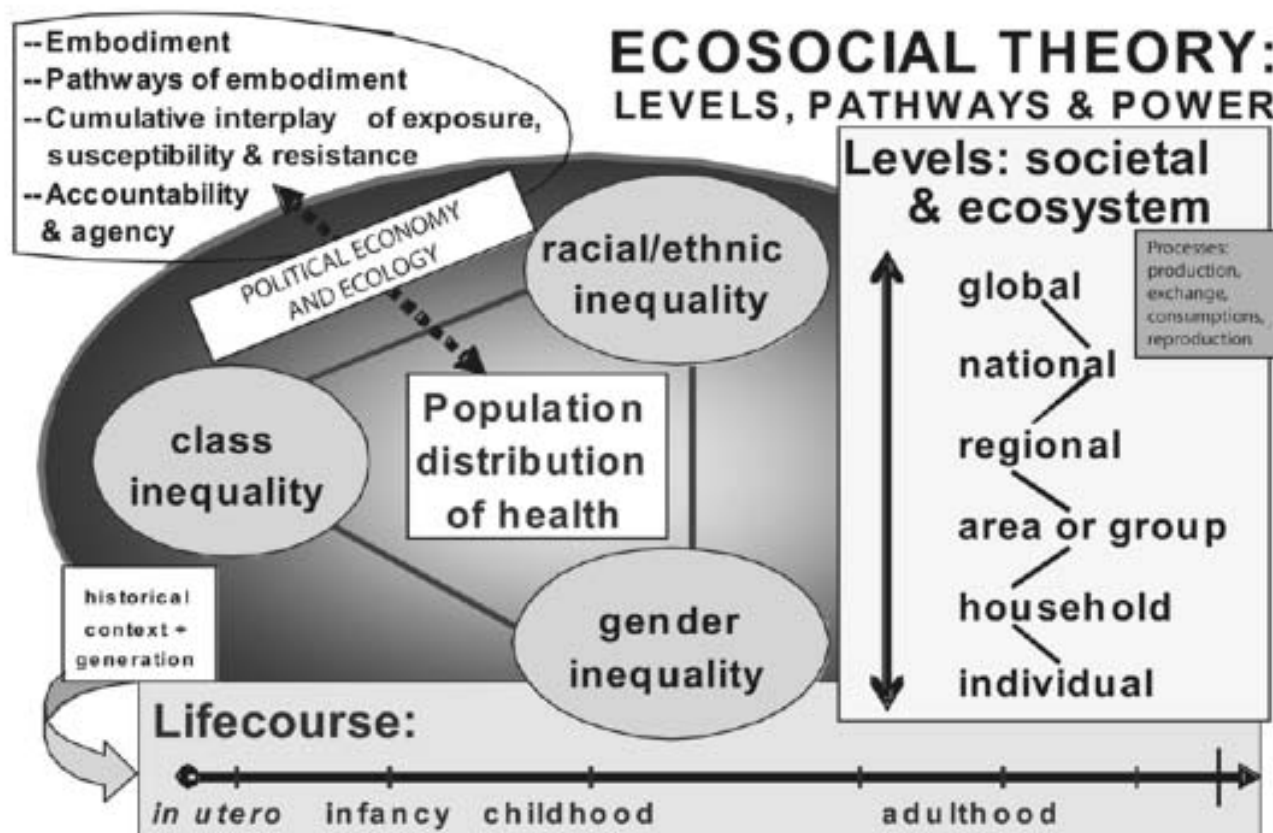 --Embodiment
--Pathways of embodiment
--Cumulative interplay of exposure,
susceptibility & resistance
--Accountability
& agency
ECOSOCIAL THEORY:
LEVELS, PATHWAYS & POWER
POLITICAL ECONOMY
AND ECOLOGY
racial/ethnic
inequality
class
inequality
Population
distribution
of health
gender
inequality
Levels: societal
& ecosystem
Processes:
production,
exchange,
consumptions,
reproduction
global
national
regional
area or group
household
individual
historical
context +
generation
Lifecourse:
in utero
infancy
childhood
adulthood